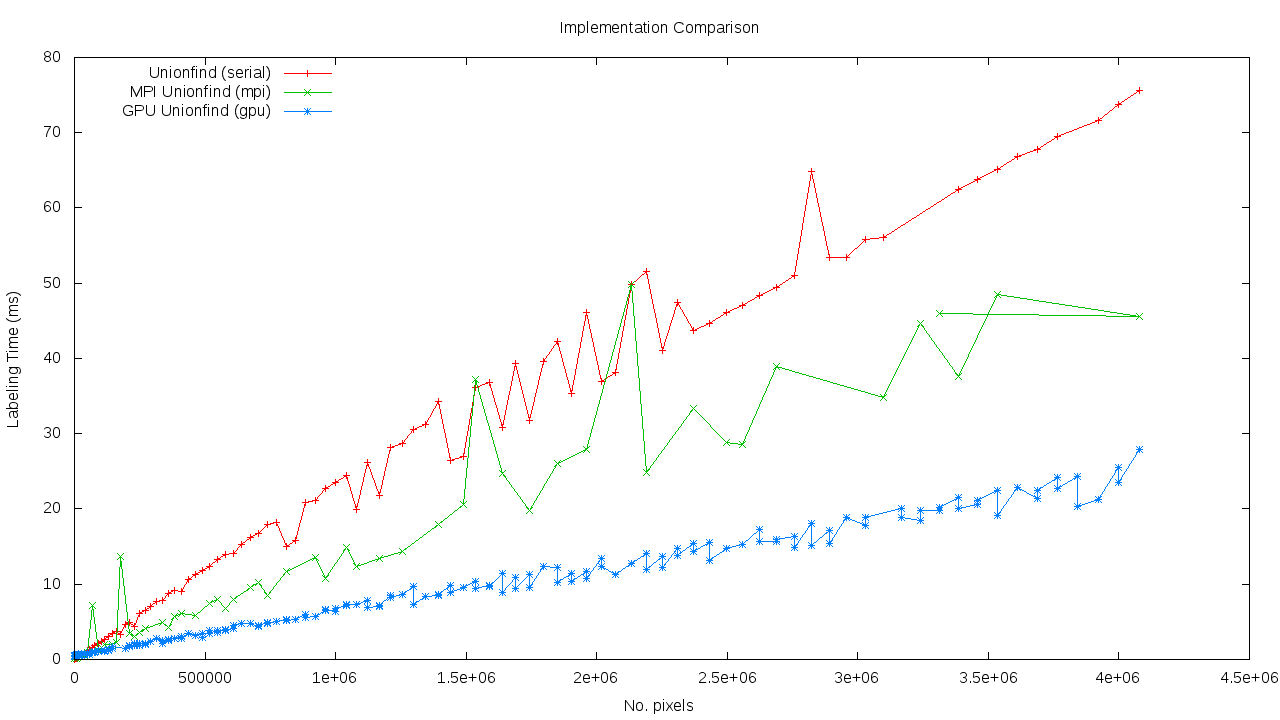 Implementation Comparison
Unionfind (serial)
MPI Unionfind (mpi)
GPU Unionfind (gpu)
80
70
60
50
40
30
20
10
0
Labeling Time (ms)
0 500000 1e+06 1.5e+06 2e+06 2.5e+06 3e+06 3.5e+06 4e+06 4.5e+06
No. pixels